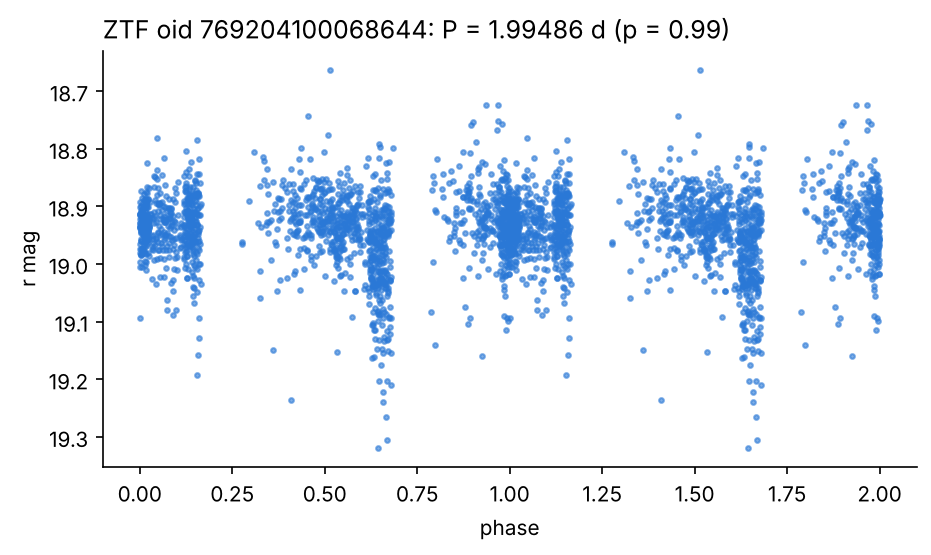 ZTF oid 769204100068644: P = 1.99486 d (p = 0.99)
r mag
18.7
18.8
18.9
19.0
19.1
19.2
19.3
0.00 0.25 0.50 0.75 1.00 1.25 1.50 1.75 2.00
phase